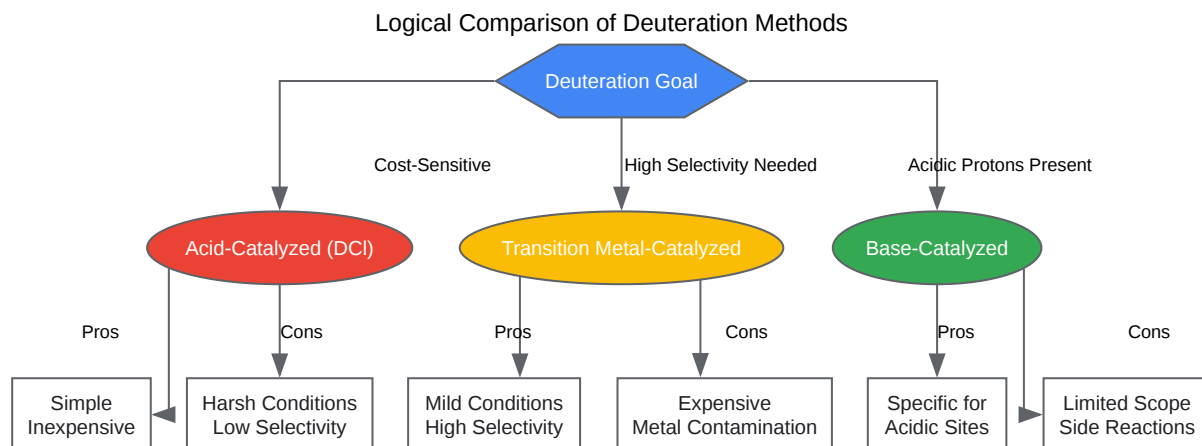 Logical Comparison of Deuteration Methods
Deuteration Goal
Cost-Sensitive
High Selectivity Needed
Acidic Protons Present
Acid-Catalyzed (DCl)
Transition Metal-Catalyzed
Base-Catalyzed
Pros
Cons
Pros
Cons
Pros
Cons
Simple
Inexpensive
Harsh Conditions
Low Selectivity
Mild Conditions
High Selectivity
Expensive
Metal Contamination
Specific for
Acidic Sites
Limited Scope
Side Reactions